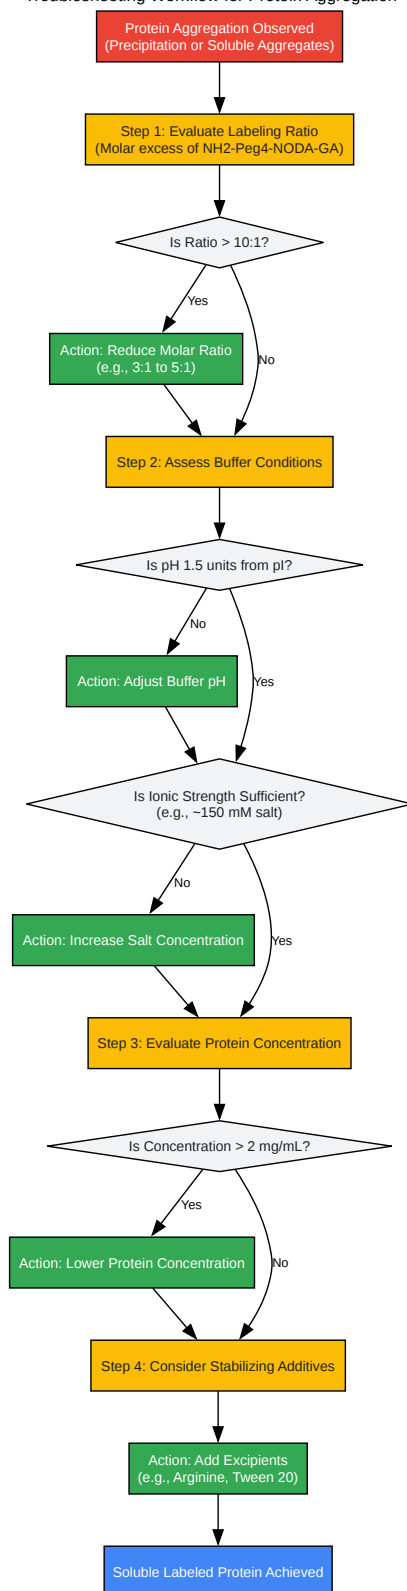 Troubleshooting Workflow for Protein Aggregation
Protein Aggregation Observed
(Precipitation or Soluble Aggregates)
Step 1: Evaluate Labeling Ratio
(Molar excess of NH2-Peg4-NODA-GA)
Is Ratio > 10:1?
Yes
Action: Reduce Molar Ratio
(e.g., 3:1 to 5:1)
No
Step 2: Assess Buffer Conditions
Is pH 1.5 units from pI?
No
Action: Adjust Buffer pH
Yes
Is Ionic Strength Sufficient?
(e.g., ~150 mM salt)
No
Action: Increase Salt Concentration
Yes
Step 3: Evaluate Protein Concentration
Is Concentration > 2 mg/mL?
Yes
Action: Lower Protein Concentration
No
Step 4: Consider Stabilizing Additives
Action: Add Excipients
(e.g., Arginine, Tween 20)
Soluble Labeled Protein Achieved